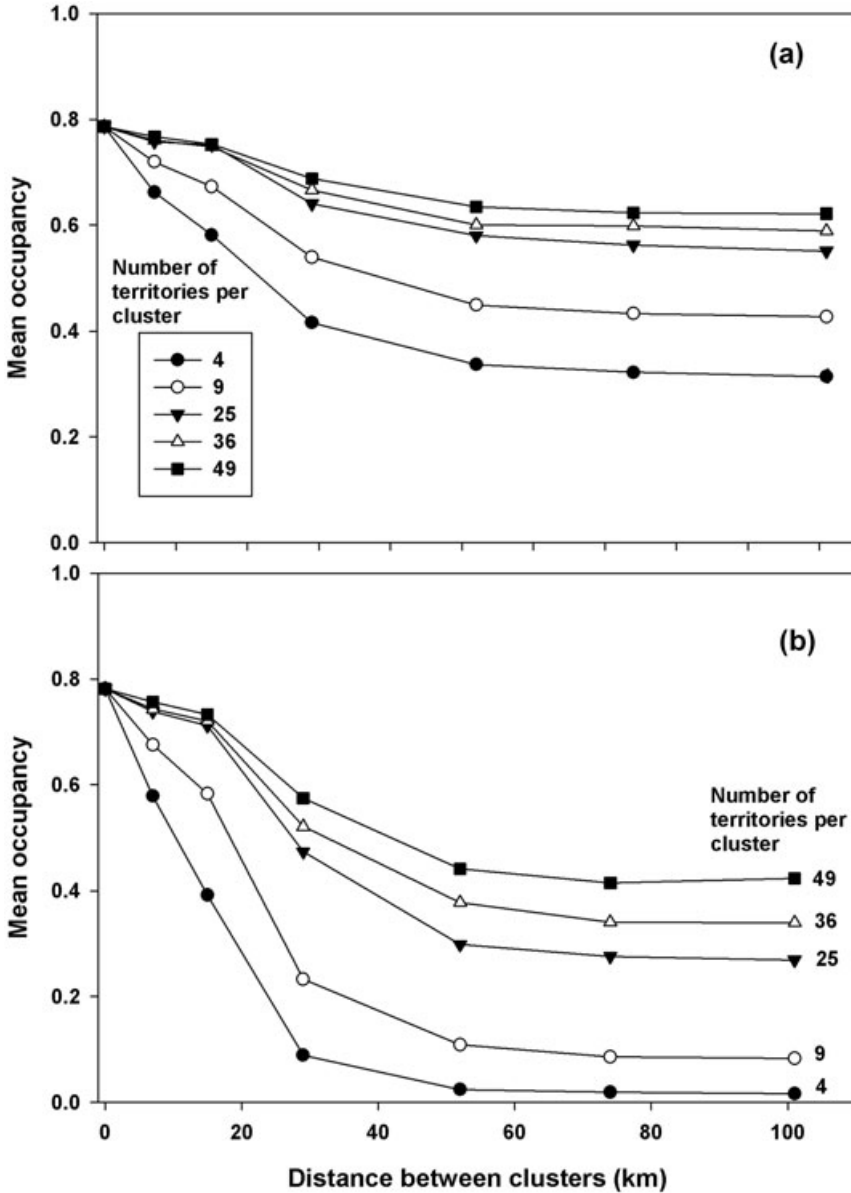 1.0
(a)
0.8
0.6
Number of
territories per
cluster
0.4
4
9
25
36
49
0.2
0.0
Mean occupancy
1.0
(b)
0.8
0.6
Number of
territories per
cluster
49
0.4
36
25
0.2
9
4
0.0
Mean occupancy
0 20 40 60 80 100
Distance between clusters (km)